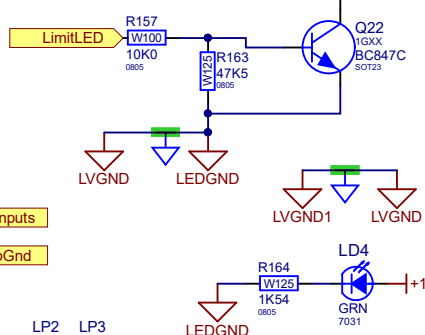 R157
LimitLED
W100
10K0
0805
W125
R163
47K5
0805
Q22
1GXX
BC847C
SOT23
LVGND
LEDGND
LVGND1
LVGND
nputs
oGnd
LD4
R164
W125
1K54
0805
+1
GRN
7031
LEDGND
LP2 LP3